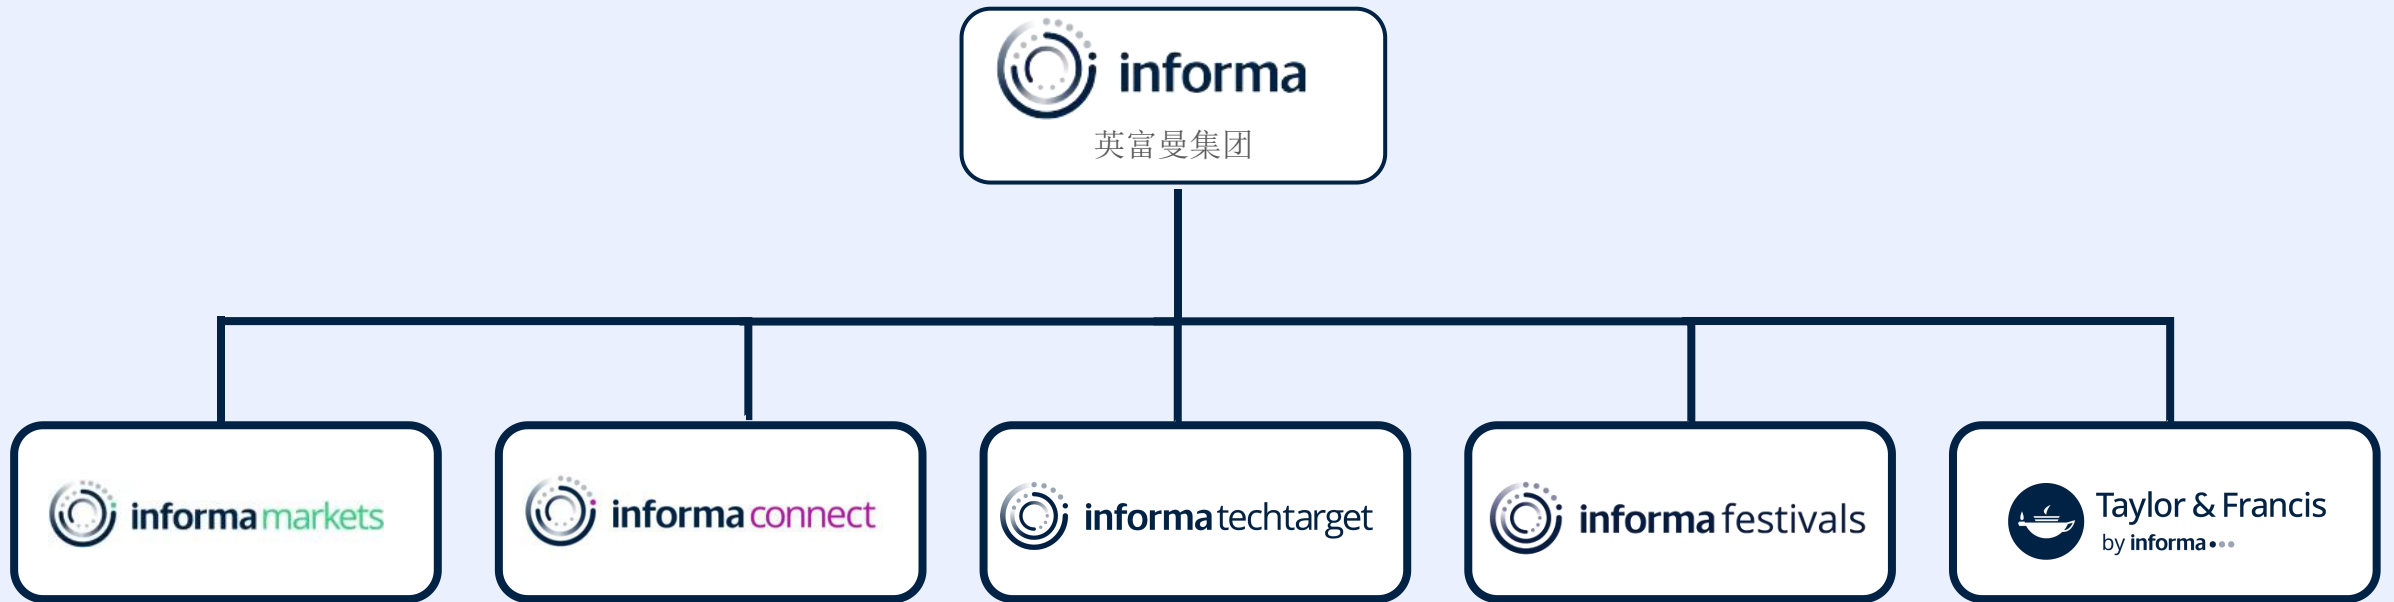 informa
英富曼集团
informa markets
informa connect
informa techtarget
informa festivals
Taylor & Francis
by informa